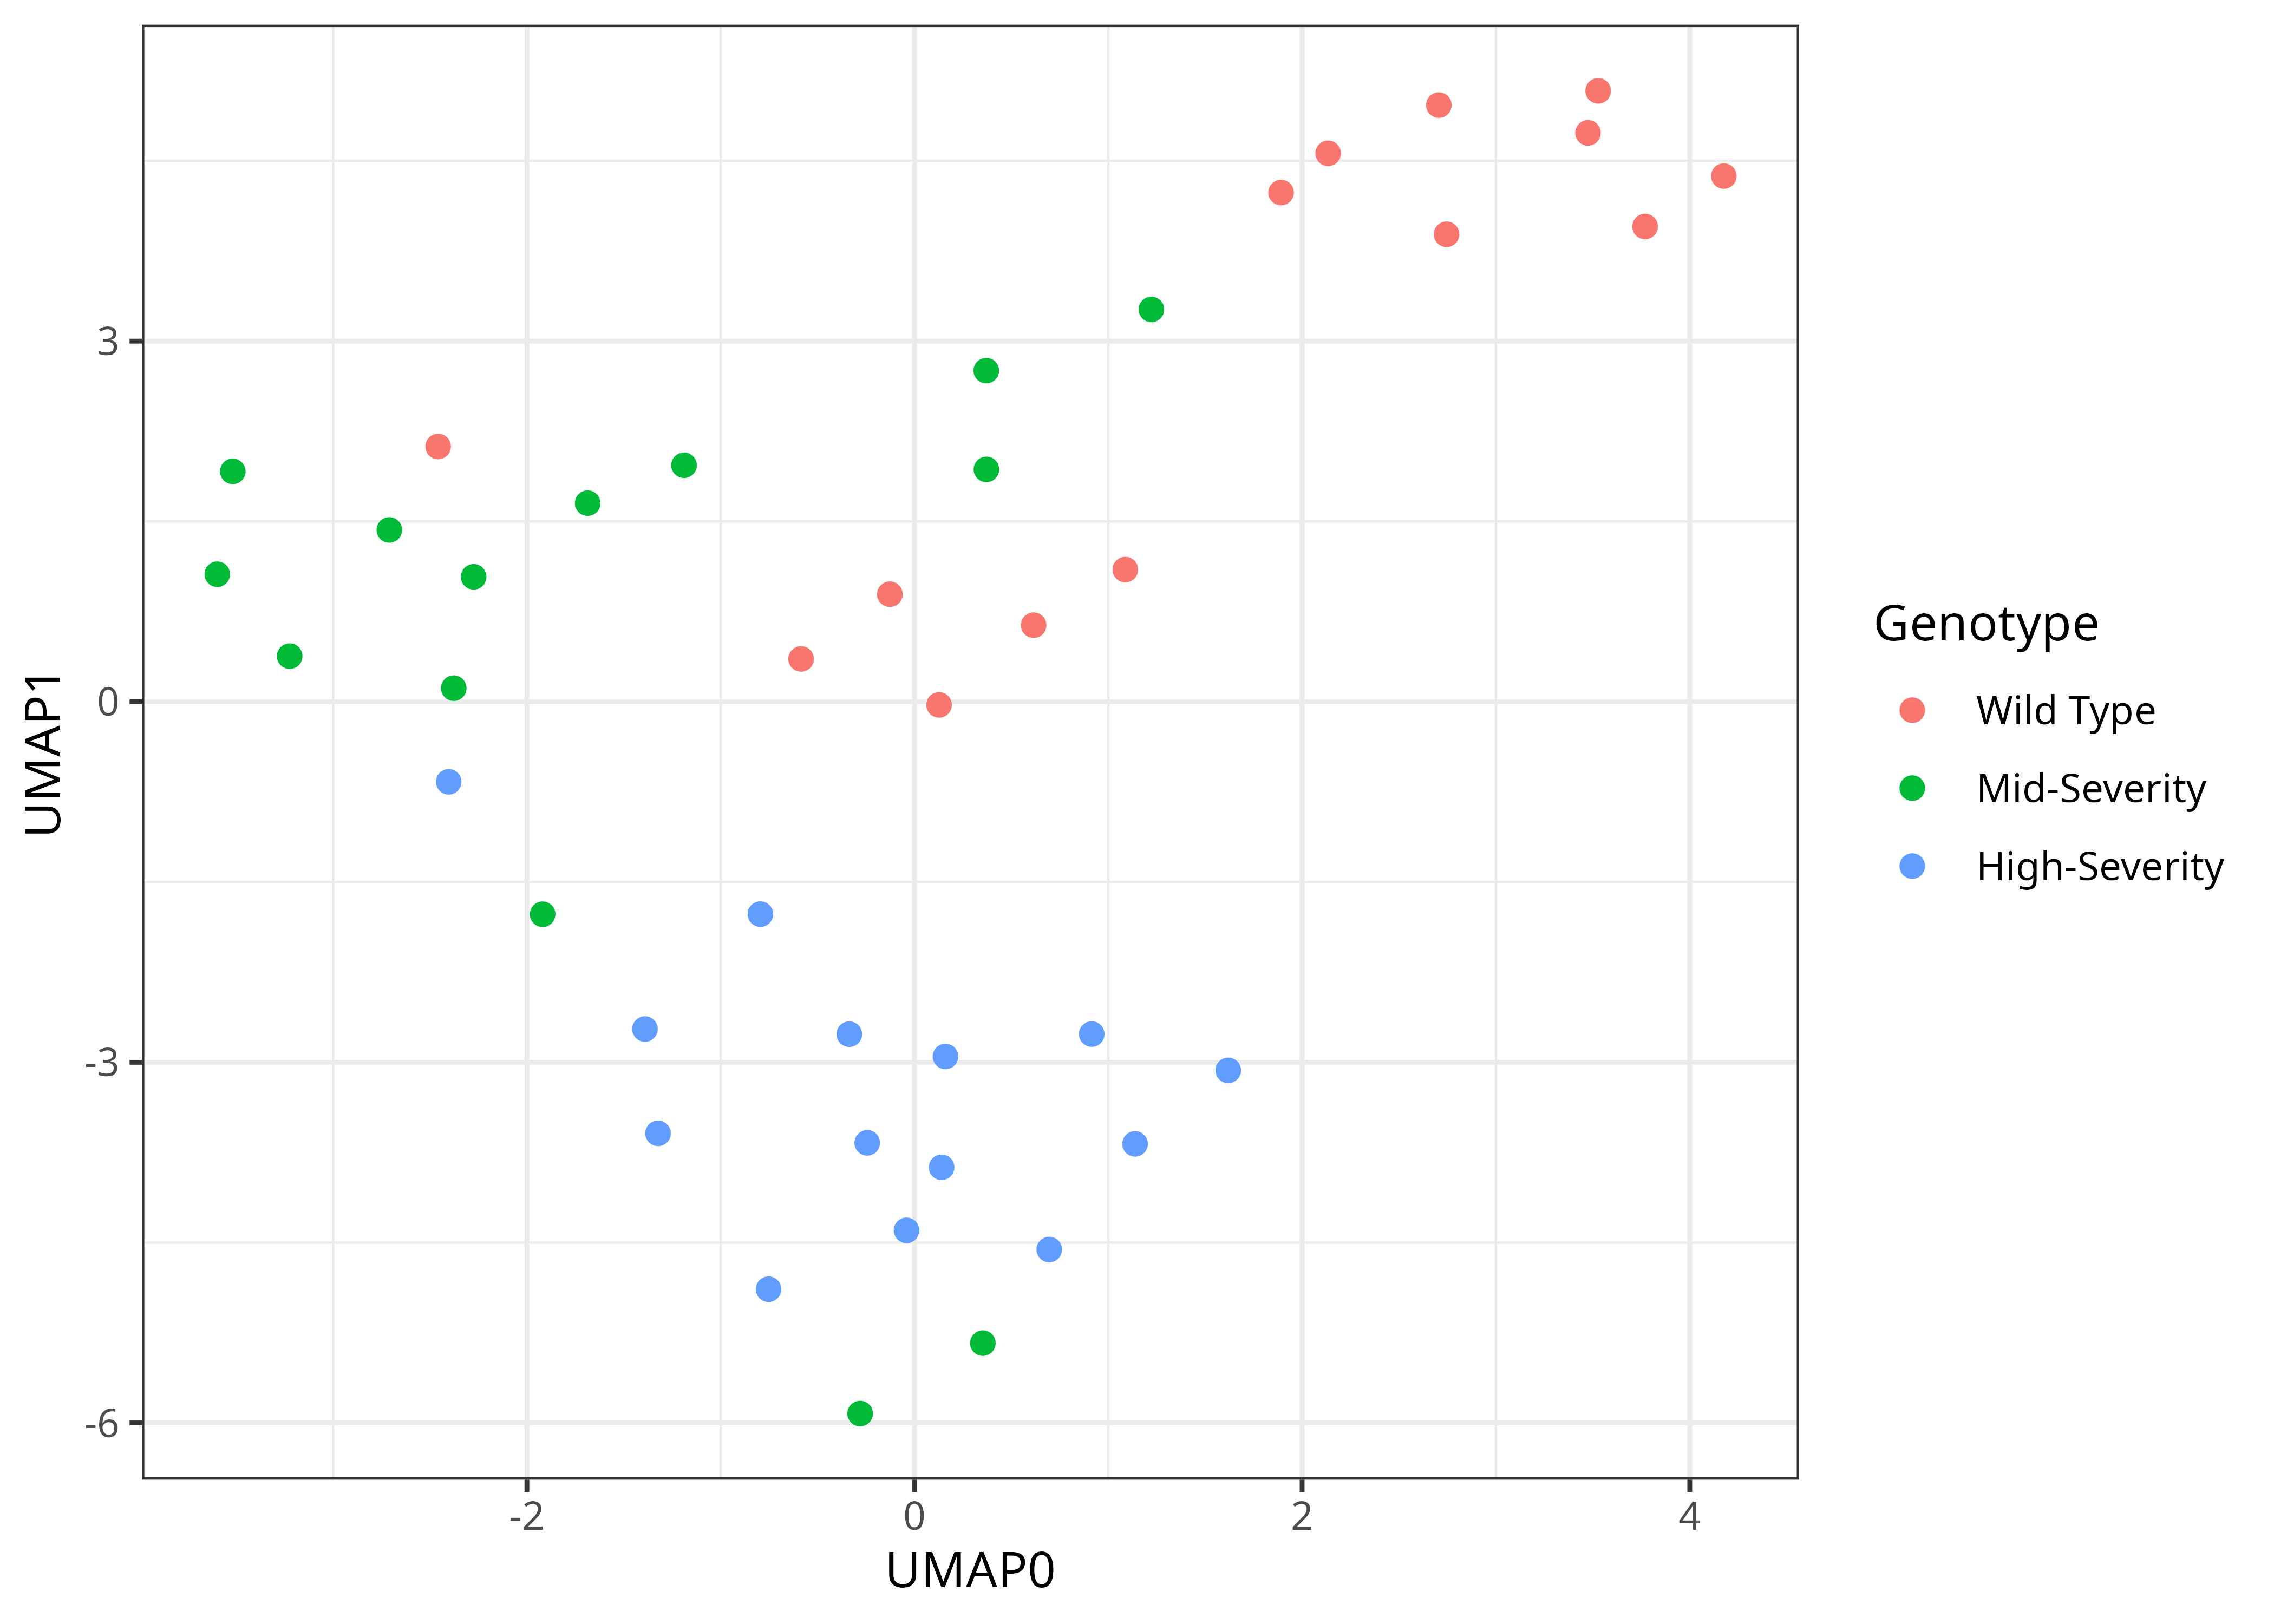 3
0
-3
-6
-2
0
2
4
UMAP1
UMAP0
Genotype
Wild Type
Mid-Severity
High-Severity